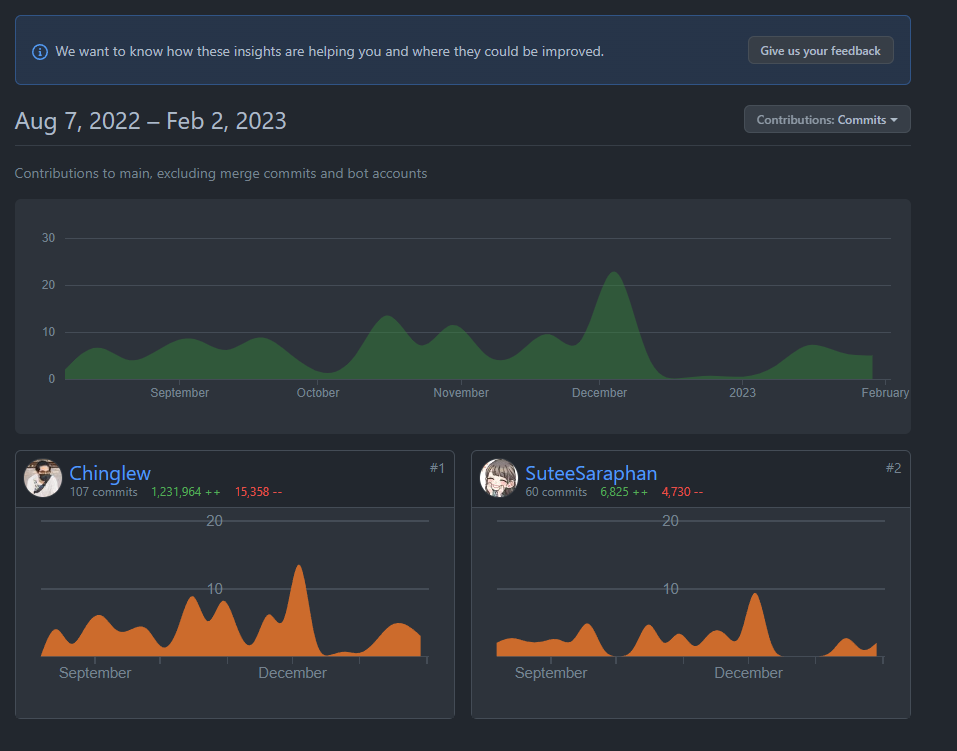 We want to know how these insights are helping you and where they could be improved.
Give us your feedback
Aug 7, 2022 – Feb 2, 2023
Contributions: Commits
Contributions to main, excluding merge commits and bot accounts
30
20
10
0
September October November December 2023 February
Chinglew
#1
107 commits 1,231,964 ++ 15,358 --
20
10
September December
SuteeSaraphan
#2
60 commits 6,825 ++ 4,730 --
20
10
September December